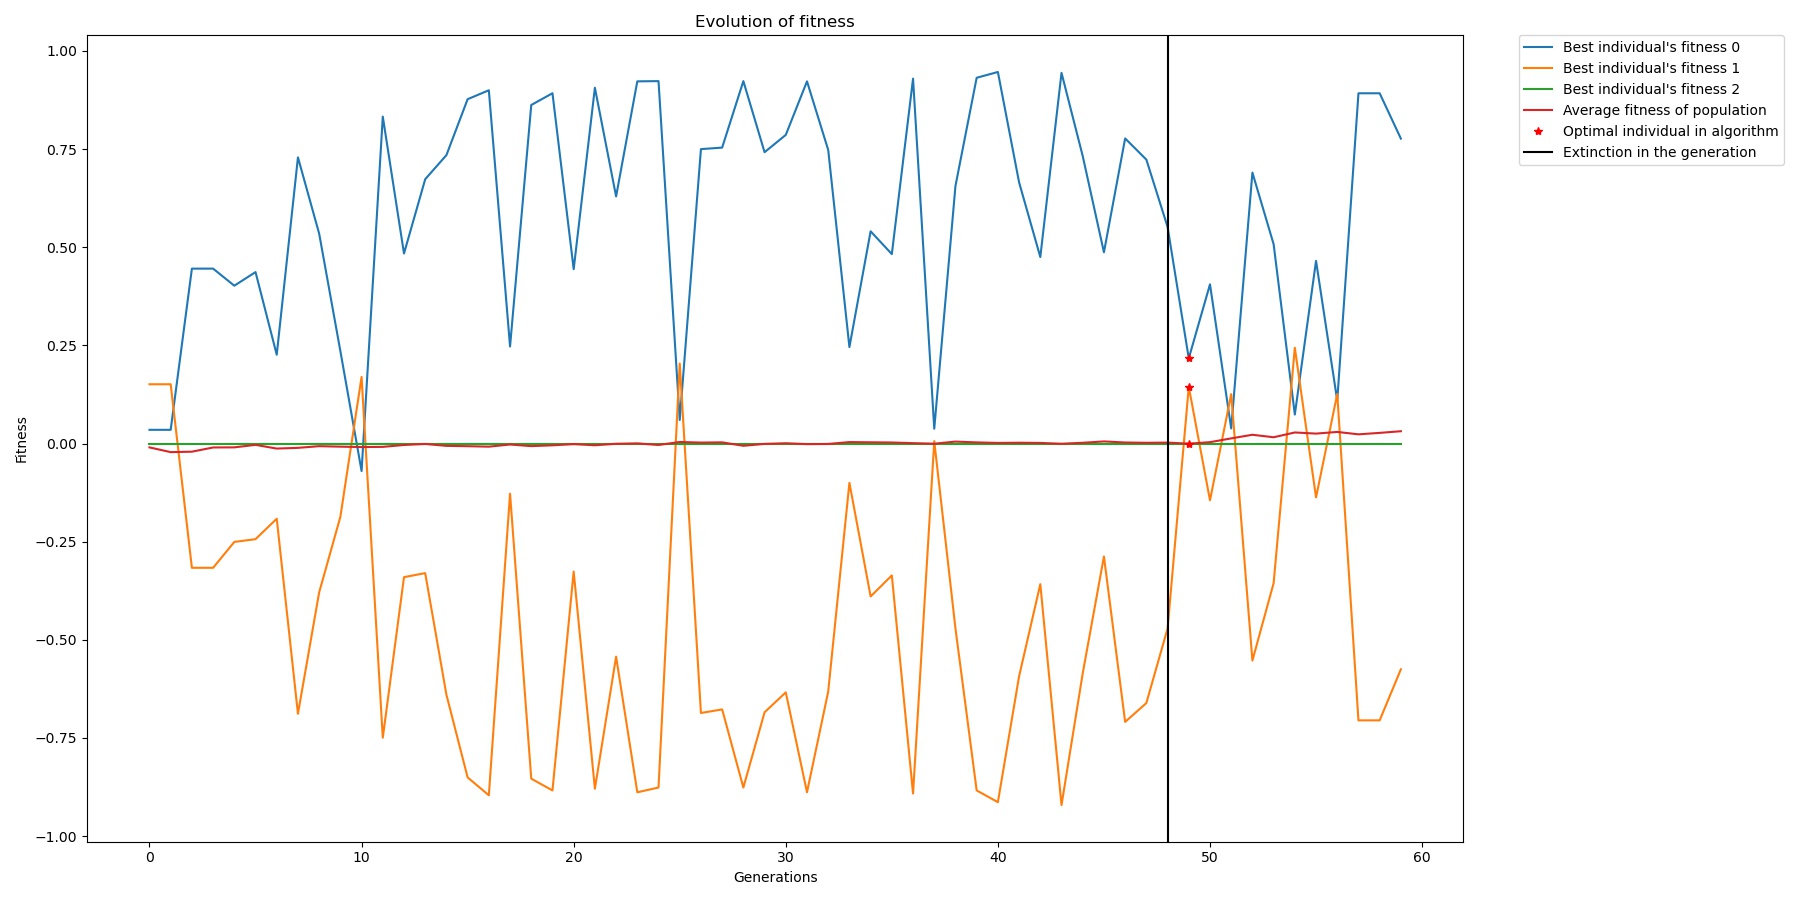 Evolution of fitness
1.00
0.75
0.50
0.25
0.00
−0.25
−0.50
−0.75
−1.00
Fitness
0 10 20 30 40 50 60
Generations
Best individual's fitness 0
Best individual's fitness 1
Best individual's fitness 2
Average fitness of population
Optimal individual in algorithm
Extinction in the generation